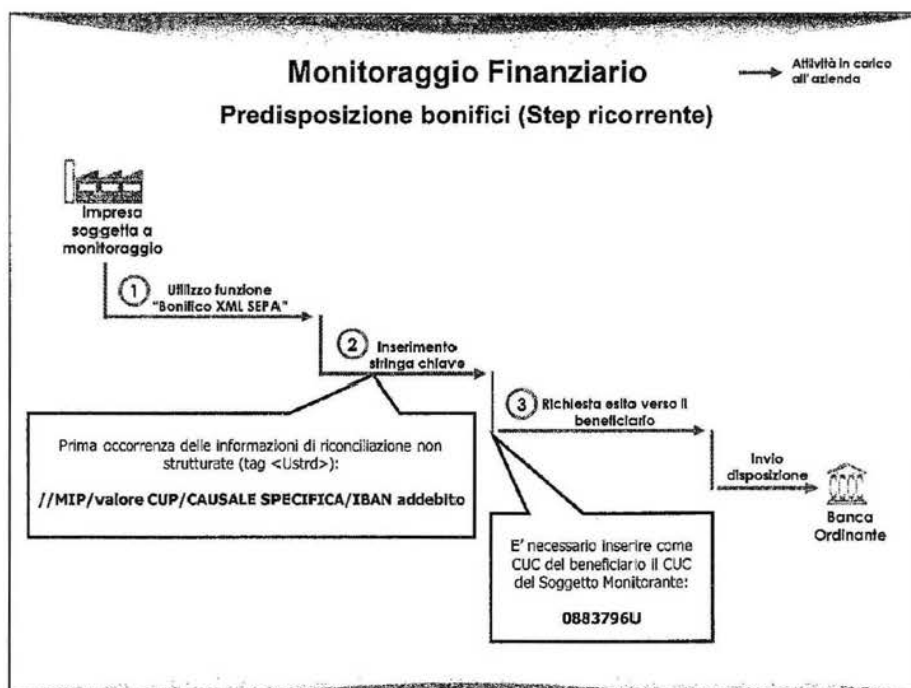 Monitoraggio Finanziario
Attività in carico
all'azienda
Predisposizione bonifici (Step ricorrente)
Impresa
soggetta a
monitoraggio
1
Utilizzo funzione
"Bonifico XML SEPA"
2
Inserimento
stringa chiave
3
Richiesta esito verso il
beneficiario
Prima occorrenza delle informazioni di riconciliazione non
strutturate (tag <Ustrd>):
//MIP/valore CUP/CAUSALE SPECIFICA/IBAN addebito
Invio
disposizione
Banca
Ordinante
E' necessario inserire come
CUC del beneficiario il CUC
del Soggetto Monitorante:
0883796U